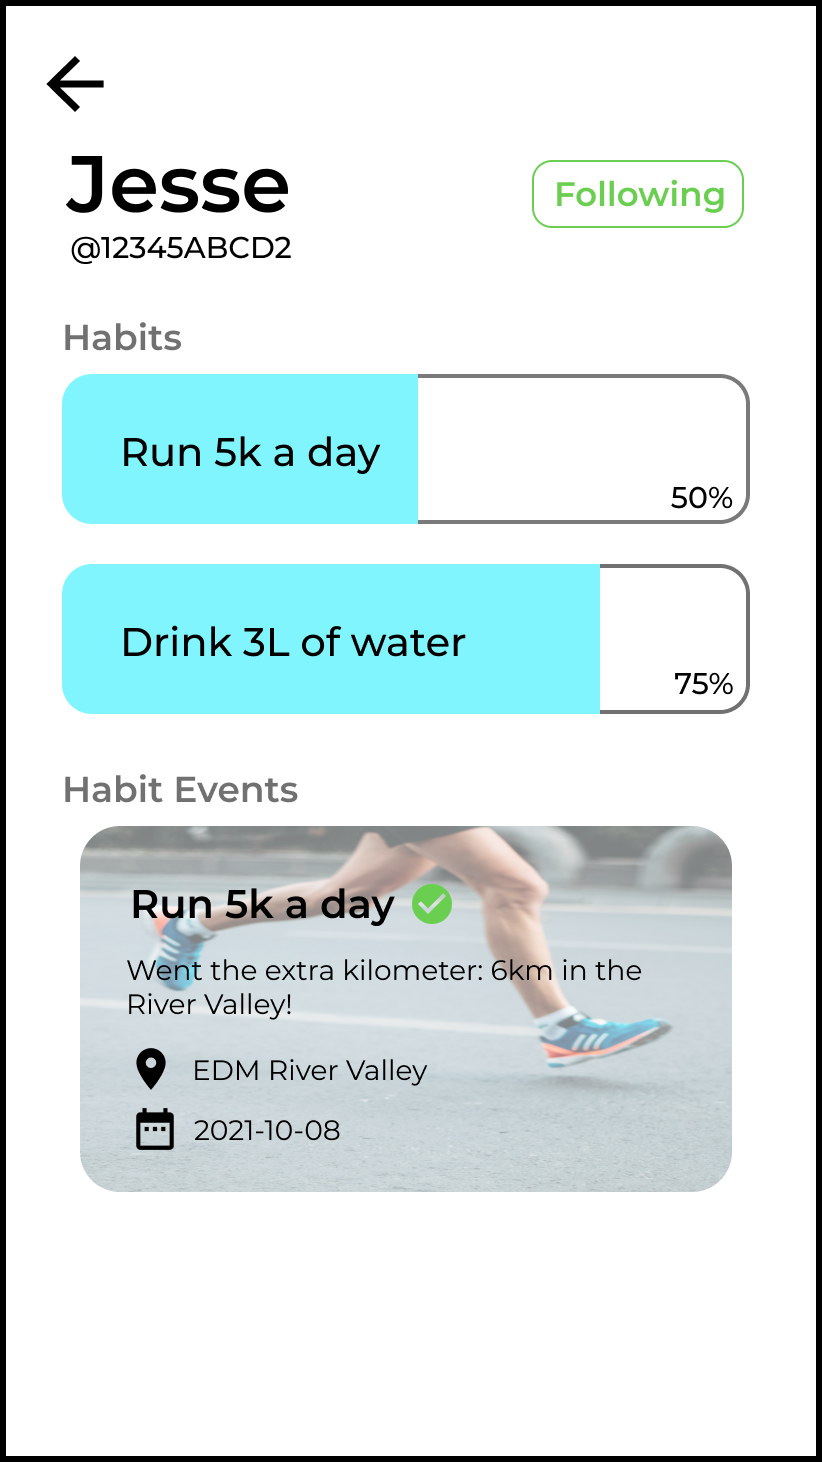 Jesse
Following
@12345ABCD2
Habits
Run 5k a day
50%
Drink 3L of water
75%
Habit Events
Run 5k a day
Went the extra kilometer: 6km in the
River Valley!
EDM River Valley
2021-10-08